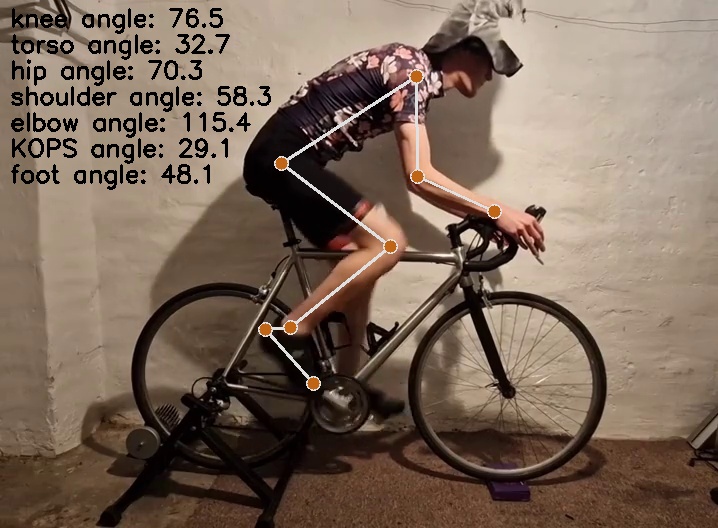 knee angle: 76.5
torso angle: 32.7
hip angle: 70.3
shoulder angle: 58.3
elbow angle: 115.4
KOPS angle: 29.1
foot angle: 48.1